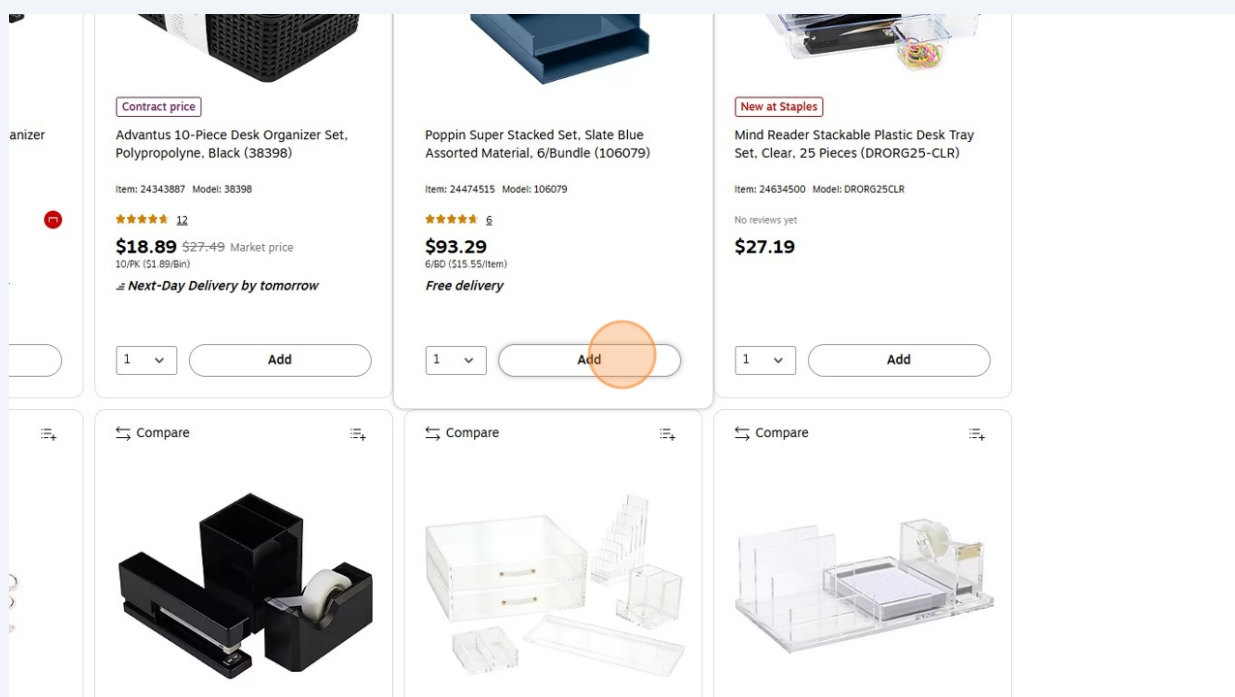 anizer
Contract price
Advantus 10-Piece Desk Organizer Set,
Polypropolyne, Black (38398)
Item: 24343887 Model: 38398
12
$18.89 $27.49 Market price
10/PK ($1.89/Bin)
Next-Day Delivery by tomorrow
1
Add
Poppin Super Stacked Set, Slate Blue
Assorted Material, 6/Bundle (106079)
Item: 24474515 Model: 106079
6
$93.29
6/BD ($15.55/Item)
Free delivery
1
Add
New at Staples
Mind Reader Stackable Plastic Desk Tray
Set, Clear, 25 Pieces (DRORG25-CLR)
Item: 24634500 Model: DRORG25CLR
No reviews yet
$27.19
1
Add
Compare
Compare
Compare